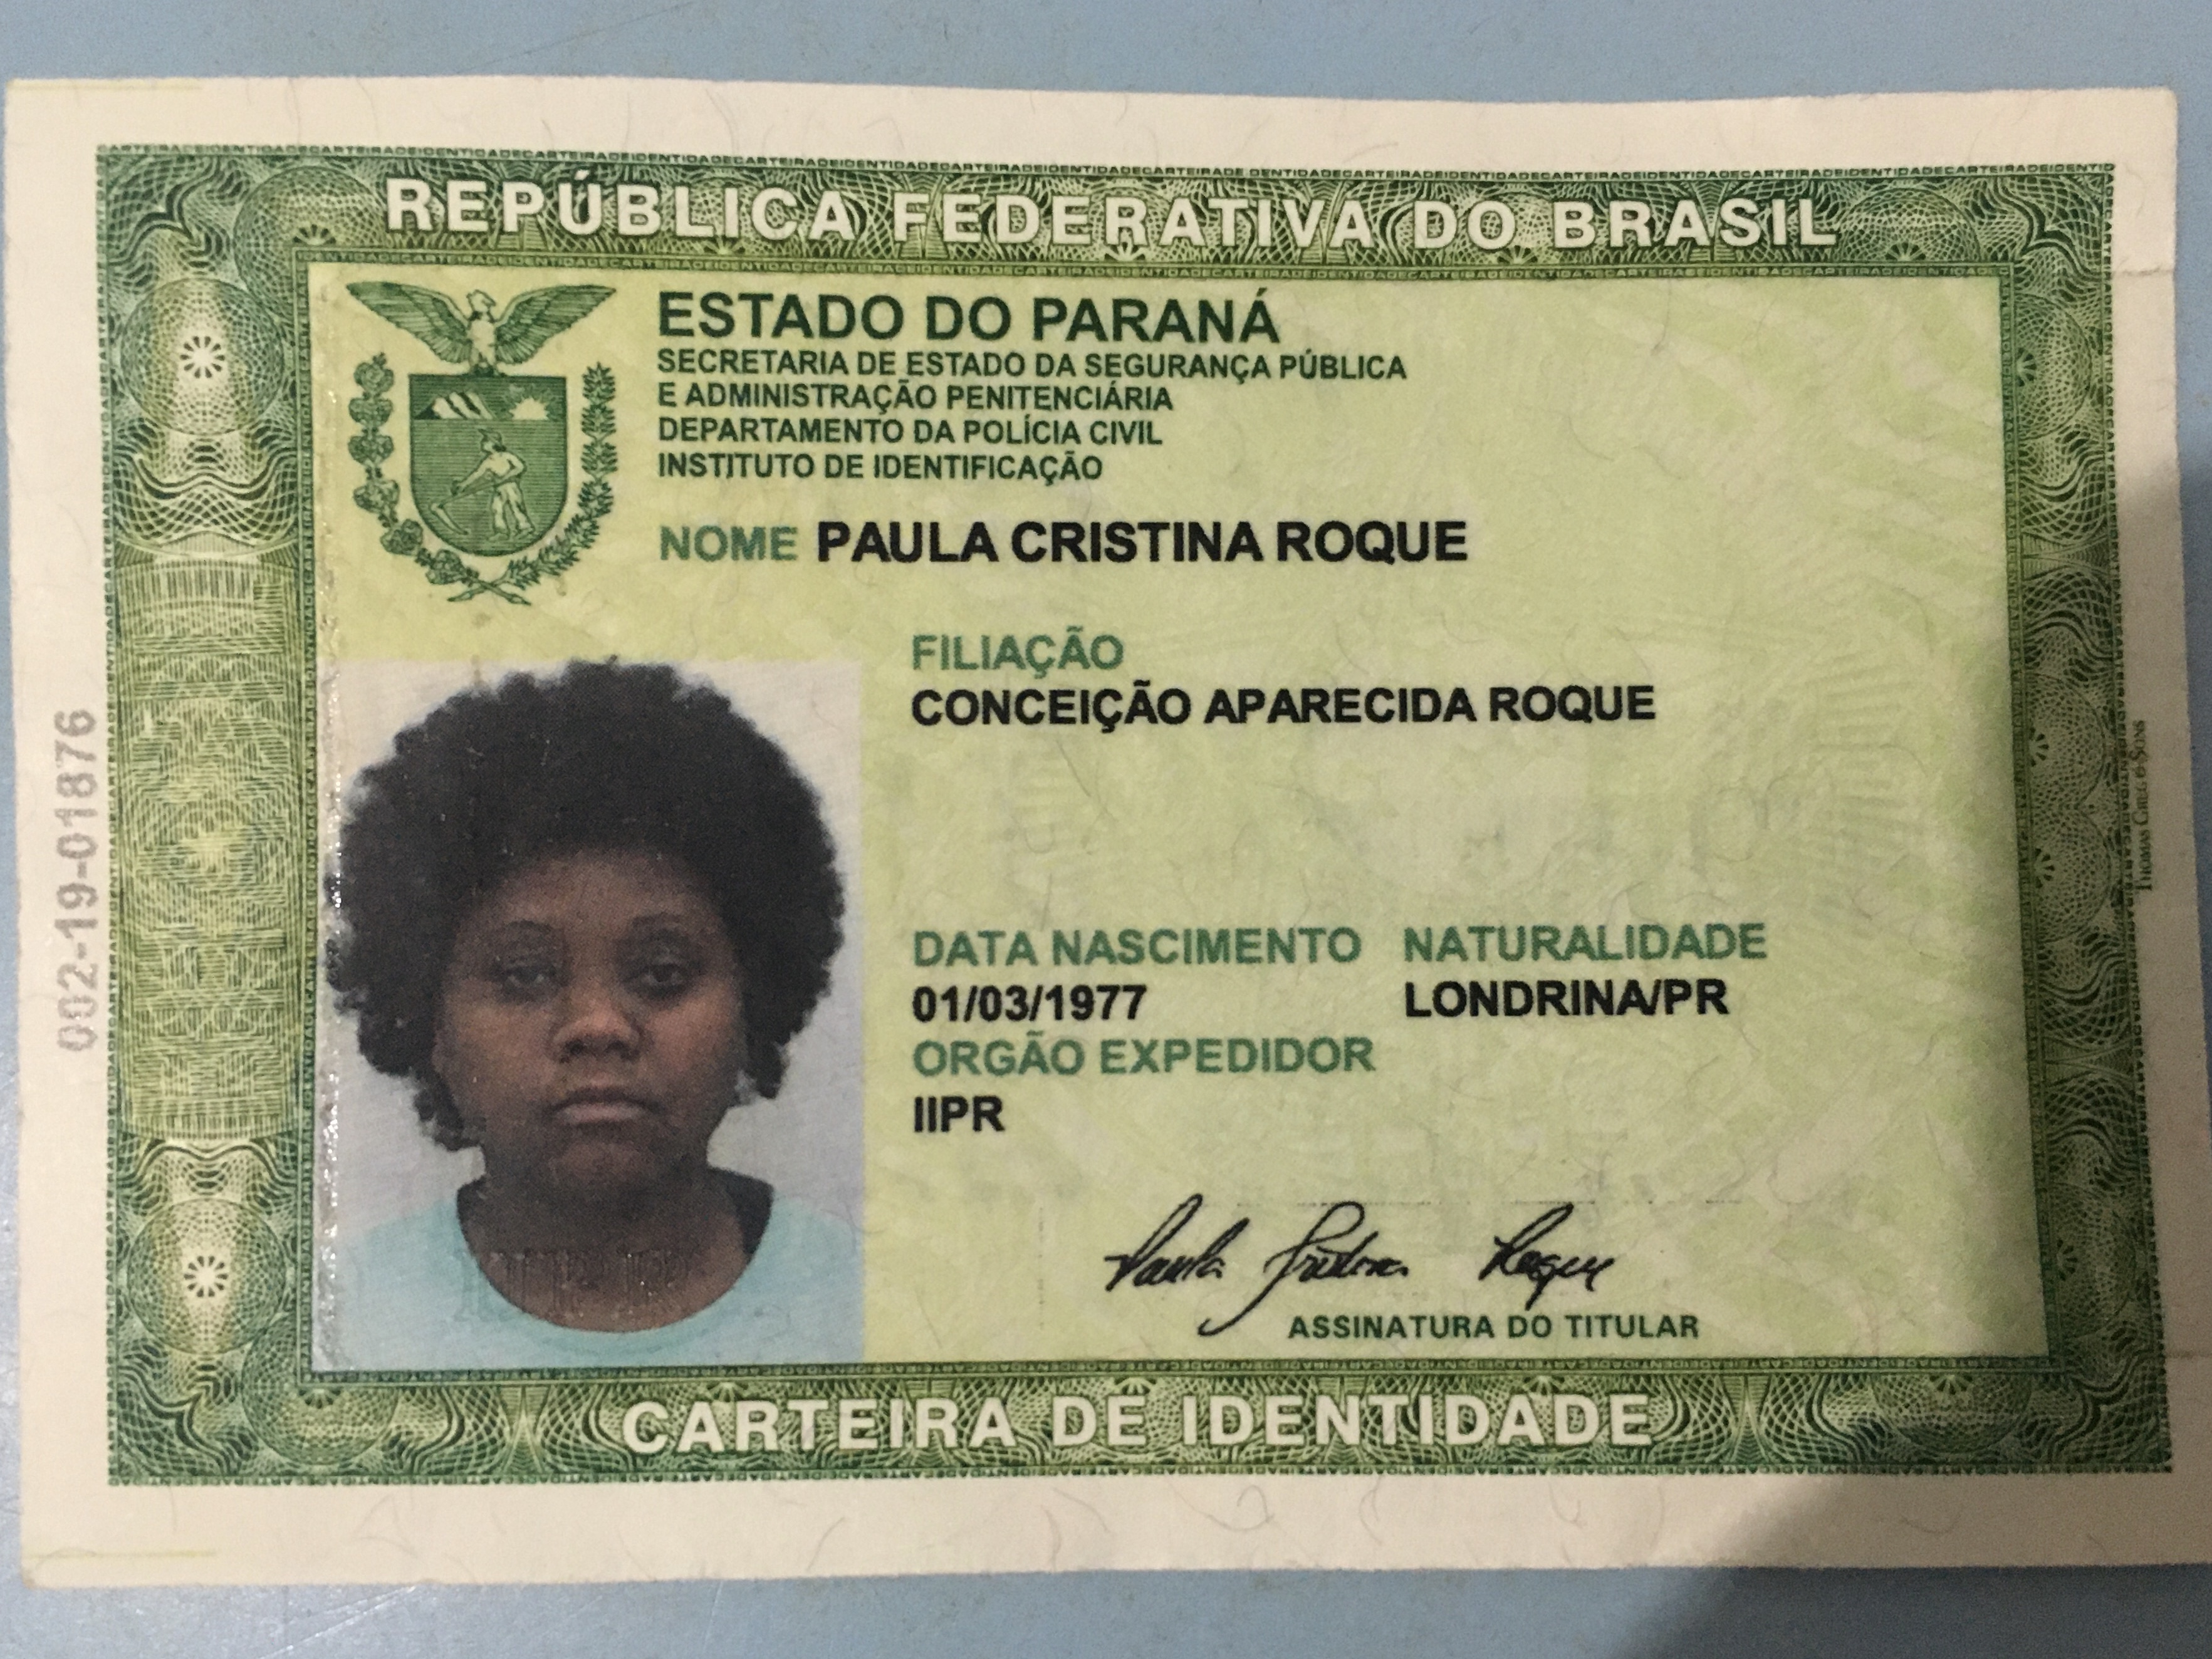 REPÚBLICA FEDERATIVA DO BRASIL
ESTADO DO PARANÁ
SECRETARIA DE ESTADO DA SEGURANÇA PÚBLICA
E ADMINISTRAÇÃO PENITENCIÁRIA
DEPARTAMENTO DA POLÍCIA CIVIL
INSTITUTO DE IDENTIFICAÇÃO
NOME PAULA CRISTINA ROQUE
FILIAÇÃO
CONCEIÇÃO APARECIDA ROQUE
002-19-01876
DATA NASCIMENTO NATURALIDADE
01/03/1977 LONDRINA/PR
ORGÃO EXPEDIDOR
IIPR
Paula Cristina Roque
ASSINATURA DO TITULAR
CARTEIRA DE IDENTIDADE
THOMAS GREG & SONS